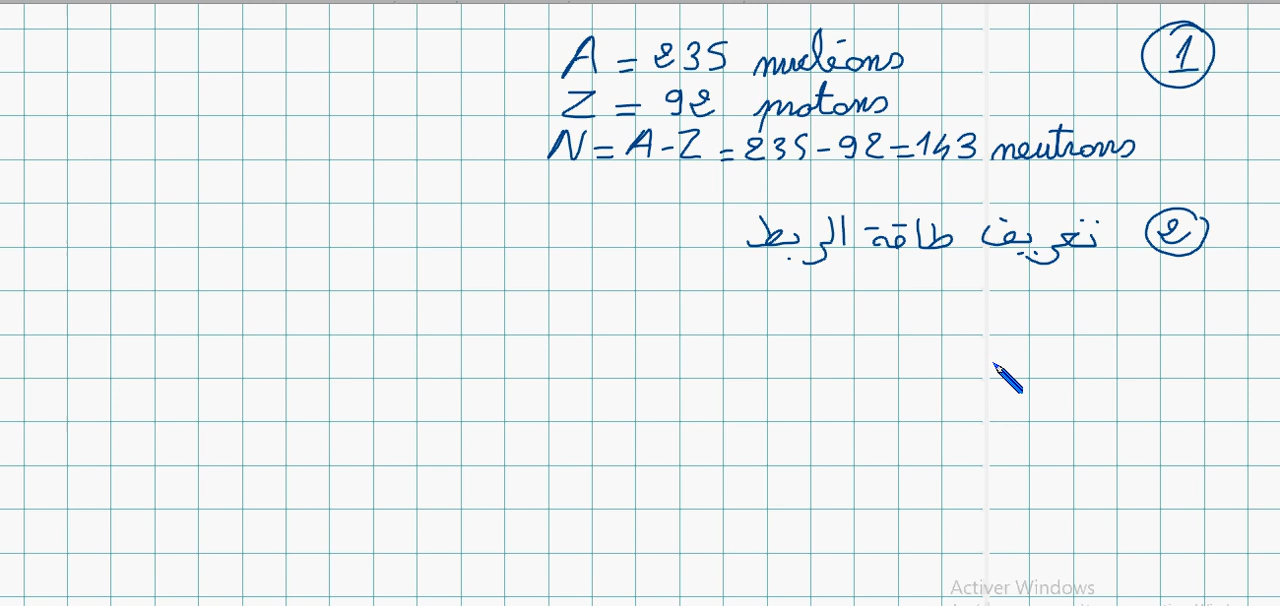 ① A = 235 nucléons
Z = 92 protons
N = A - Z = 235 - 92 = 143 neutrons
② تعريف طاقة الربط
Activer Windows